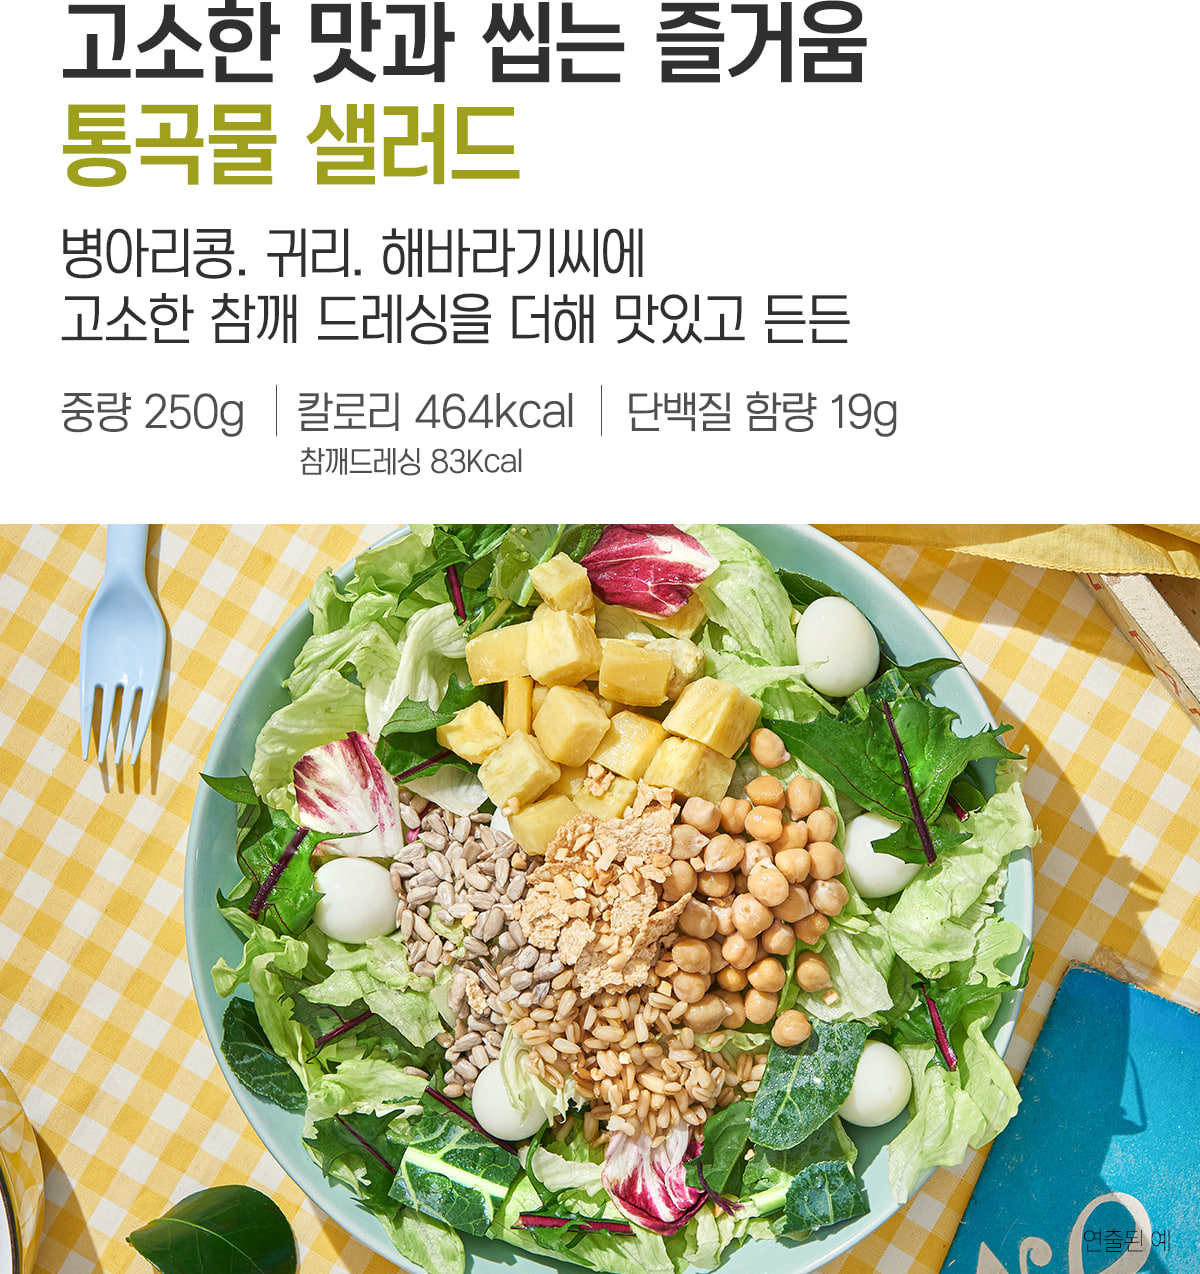 고소한 맛과 씹는 즐거움
통곡물 샐러드
병아리콩. 귀리. 해바라기씨에
고소한 참깨 드레싱을 더해 맛있고 든든
중량 250g 칼로리 464kcal 단백질 함량 19g
참깨드레싱 83Kcal
연출된 예